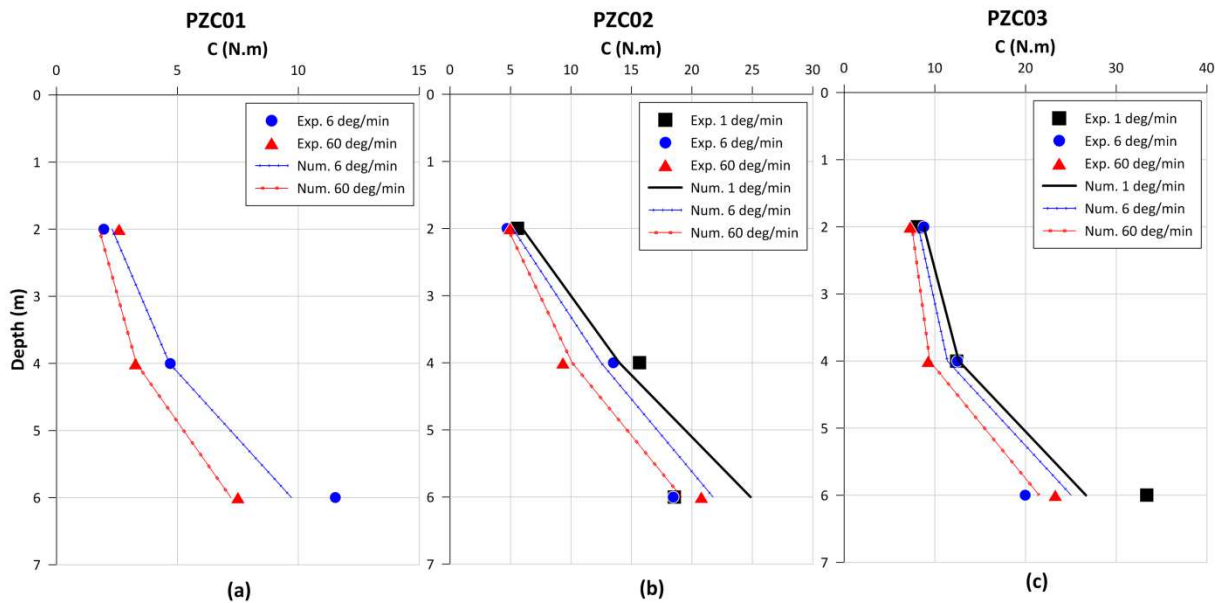 PZC01
C (N.m)
0 5 10 15
0
1
2
3
4
5
6
7
Depth (m)
Exp. 6 deg/min
Exp. 60 deg/min
Num. 6 deg/min
Num. 60 deg/min
(a)
PZC02
C (N.m)
0 5 10 15 20 25 30
0
1
2
3
4
5
6
7
Exp. 1 deg/min
Exp. 6 deg/min
Exp. 60 deg/min
Num. 1 deg/min
Num. 6 deg/min
Num. 60 deg/min
(b)
PZC03
C (N.m)
0 10 20 30 40
0
1
2
3
4
5
6
7
Exp. 1 deg/min
Exp. 6 deg/min
Exp. 60 deg/min
Num. 1 deg/min
Num. 6 deg/min
Num. 60 deg/min
(c)